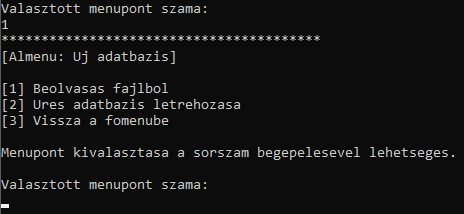 Valasztott menupont szama:
1
****************************************
[Almenu: Uj adatbazis]
[1] Beolvasas fajlbol
[2] Ures adatbazis letrehozasa
[3] Vissza a fomenube
Menupont kivalasztasa a sorszam begepelesevel lehetseges.
Valasztott menupont szama: